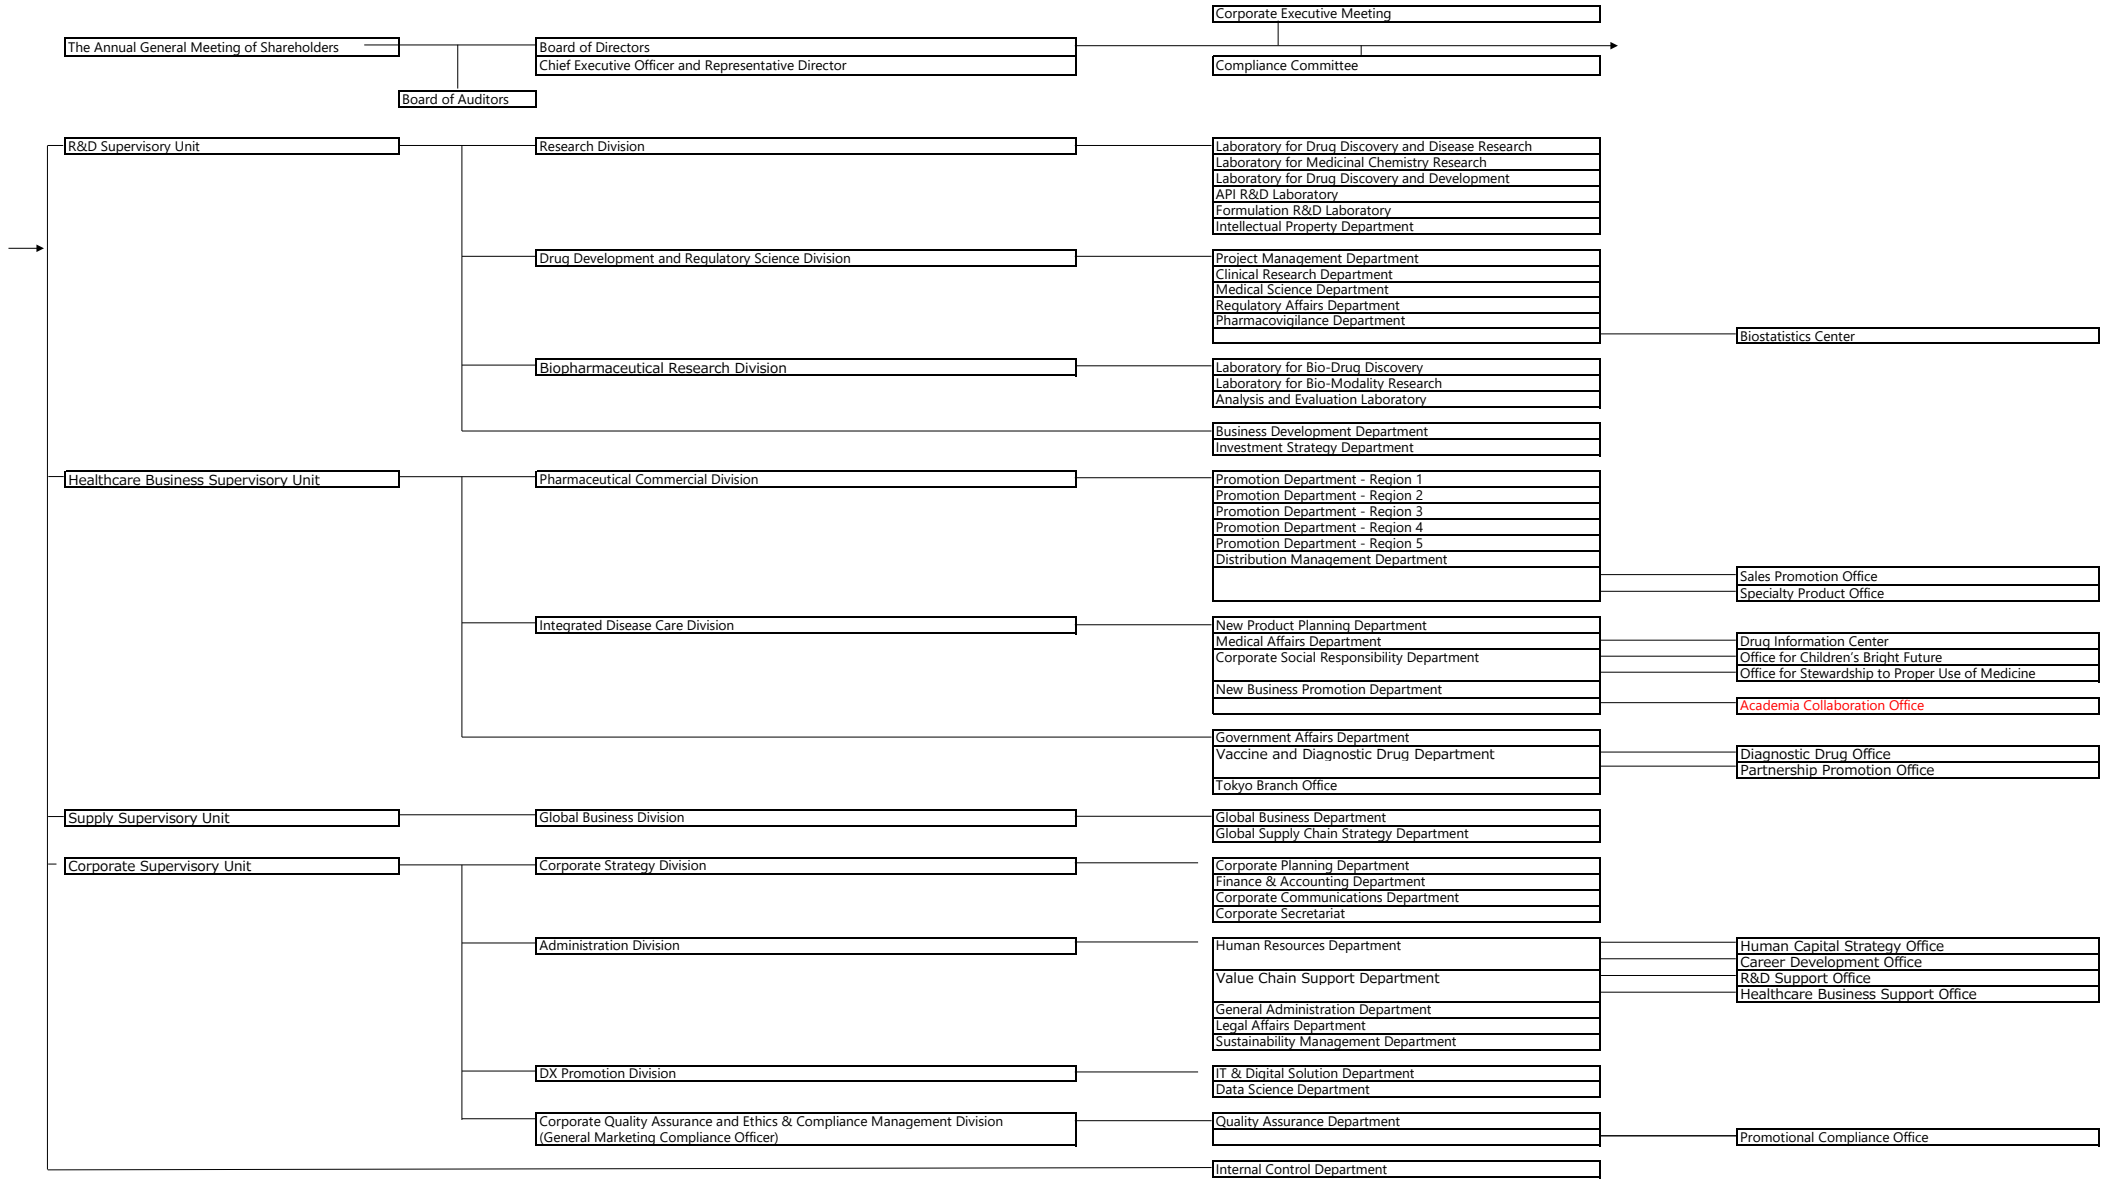 Corporate Executive Meeting
The Annual General Meeting of Shareholders
Board of Directors
Chief Executive Officer and Representative Director
Compliance Committee
Board of Auditors
R&D Supervisory Unit
Research Division
Laboratory for Drug Discovery and Disease Research
Laboratory for Medicinal Chemistry Research
Laboratory for Drug Discovery and Development
API R&D Laboratory
Formulation R&D Laboratory
Intellectual Property Department
Drug Development and Regulatory Science Division
Project Management Department
Clinical Research Department
Medical Science Department
Regulatory Affairs Department
Pharmacovigilance Department
Biostatistics Center
Biopharmaceutical Research Division
Laboratory for Bio-Drug Discovery
Laboratory for Bio-Modality Research
Analysis and Evaluation Laboratory
Business Development Department
Investment Strategy Department
Healthcare Business Supervisory Unit
Pharmaceutical Commercial Division
Promotion Department - Region 1
Promotion Department - Region 2
Promotion Department - Region 3
Promotion Department - Region 4
Promotion Department - Region 5
Distribution Management Department
Sales Promotion Office
Specialty Product Office
Integrated Disease Care Division
New Product Planning Department
Medical Affairs Department
Drug Information Center
Corporate Social Responsibility Department
Office for Children's Bright Future
Office for Stewardship to Proper Use of Medicine
New Business Promotion Department
Academia Collaboration Office
Government Affairs Department
Vaccine and Diagnostic Drug Department
Diagnostic Drug Office
Partnership Promotion Office
Tokyo Branch Office
Supply Supervisory Unit
Global Business Division
Global Business Department
Global Supply Chain Strategy Department
Corporate Supervisory Unit
Corporate Strategy Division
Corporate Planning Department
Finance & Accounting Department
Corporate Communications Department
Corporate Secretariat
Administration Division
Human Resources Department
Human Capital Strategy Office
Career Development Office
Value Chain Support Department
R&D Support Office
Healthcare Business Support Office
General Administration Department
Legal Affairs Department
Sustainability Management Department
DX Promotion Division
IT & Digital Solution Department
Data Science Department
Corporate Quality Assurance and Ethics & Compliance Management Division
(General Marketing Compliance Officer)
Quality Assurance Department
Promotional Compliance Office
Internal Control Department